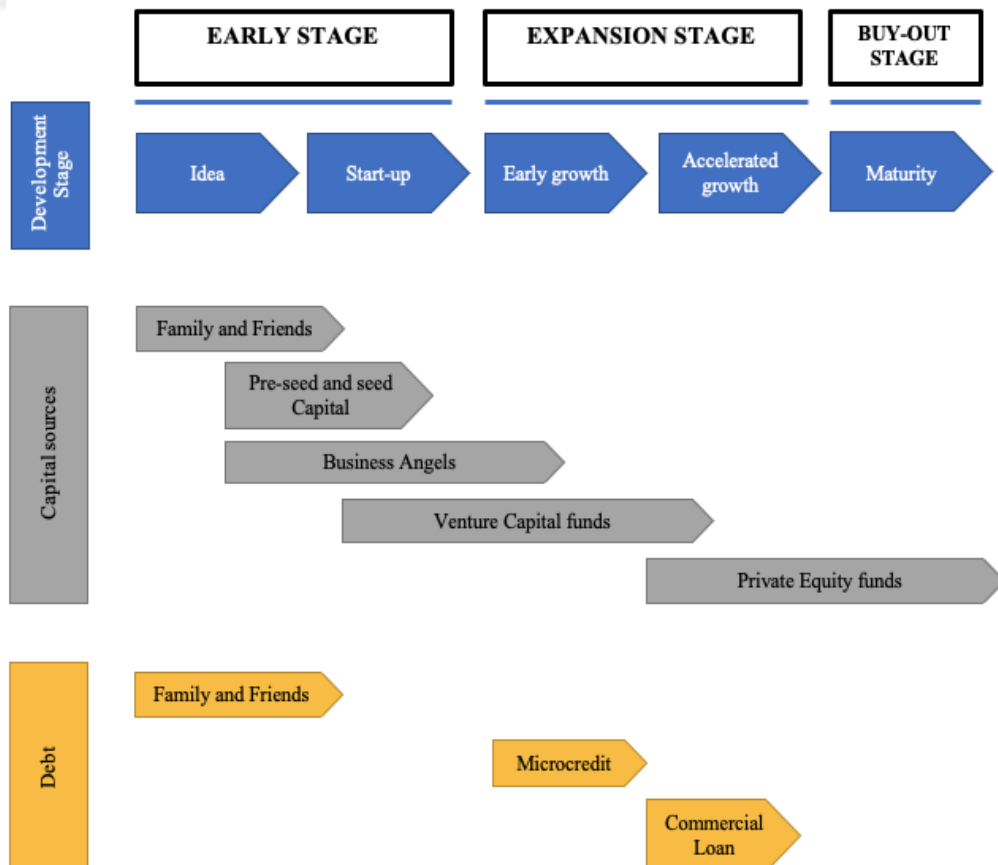 EARLY STAGE
EXPANSION STAGE
BUY-OUT
STAGE
Development
Stage
Idea
Start-up
Early growth
Accelerated
growth
Maturity
Capital sources
Family and Friends
Pre-seed and seed
Capital
Business Angels
Venture Capital funds
Private Equity funds
Debt
Family and Friends
Microcredit
Commercial
Loan